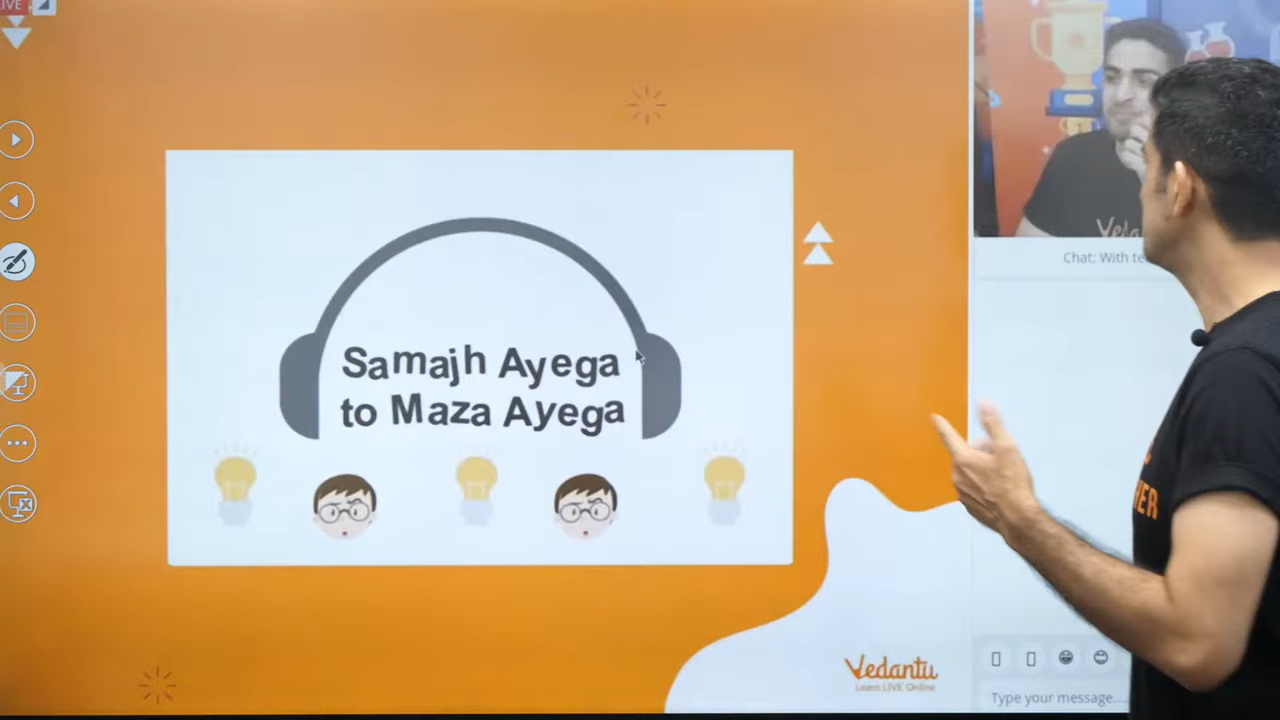 LIVE
Samajh Ayega
to Maza Ayega
Chat: With te
Vedantu
Learn LIVE Online
Type your message....